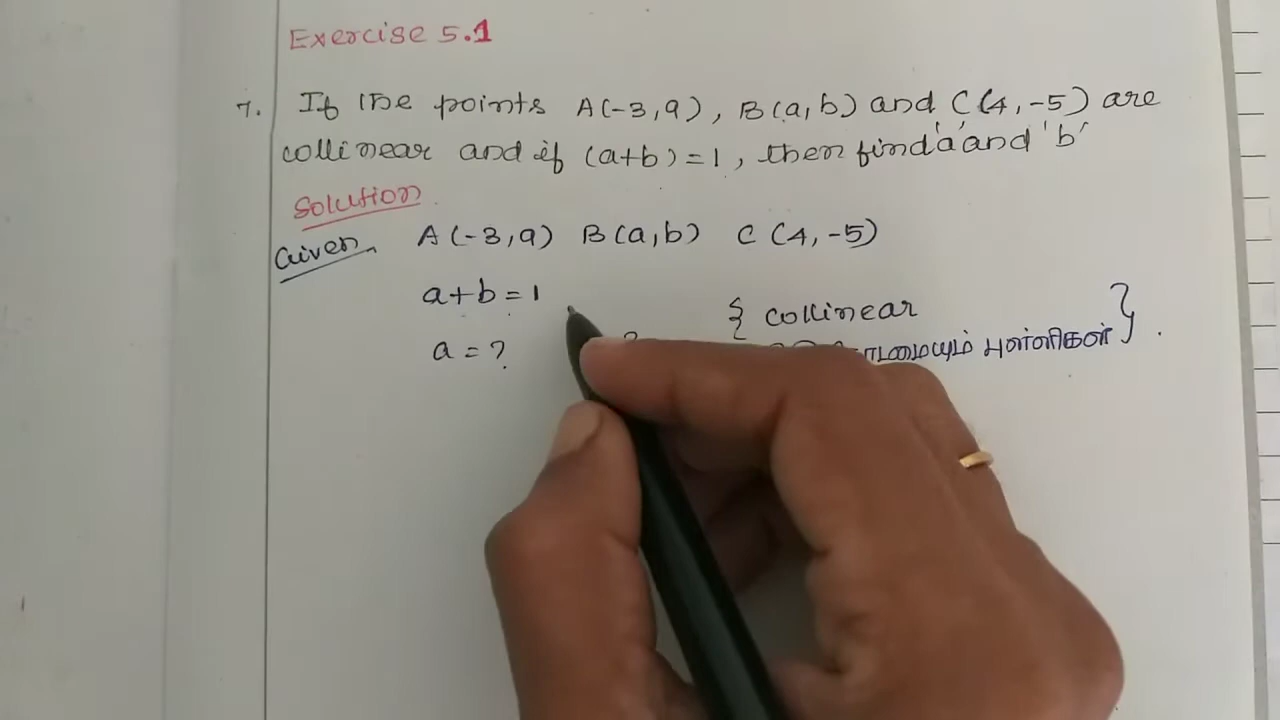 Exercise 5.1
7. If the points A(-3,9), B(a,b) and C(4,-5) are
collinear and if (a+b)=1, then find 'a' and 'b'
Solution
Given A(-3,9) B(a,b) C(4,-5)
a+b=1
{ collinear
a=? ? புள்ளிகள் }.